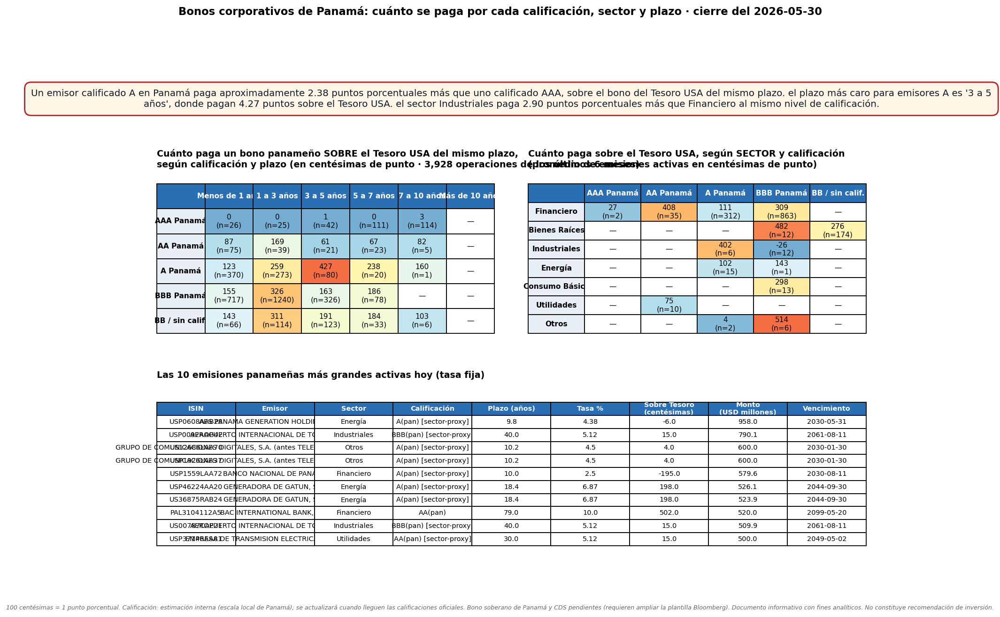 Bonos corporativos de Panamá: cuánto se paga por cada calificación, sector y plazo · cierre del 2026-05-30
Un emisor calificado A en Panamá paga aproximadamente 2.38 puntos porcentuales más que uno calificado AAA, sobre el bono del Tesoro USA del mismo plazo. el plazo más caro para emisores A es '3 a 5
años', donde pagan 4.27 puntos sobre el Tesoro USA. el sector Industriales paga 2.90 puntos porcentuales más que Financiero al mismo nivel de calificación.
Cuánto paga un bono panameño SOBRE el Tesoro USA del mismo plazo,
según calificación y plazo (en centésimas de punto · 3,928 operaciones de los últimos 6 meses)
Menos de 1 añ 1 a 3 años 3 a 5 años 5 a 7 años 7 a 10 años Más de 10 año
AAA Panamá 0 0 1 0 3 —
(n=26) (n=25) (n=42) (n=111) (n=114)
AA Panamá 87 169 61 67 82 —
(n=75) (n=39) (n=21) (n=23) (n=5)
A Panamá 123 259 427 238 160 —
(n=370) (n=273) (n=80) (n=20) (n=1)
BBB Panamá 155 326 163 186 — —
(n=717) (n=1240) (n=326) (n=78)
BB / sin calif. 143 311 191 184 103 —
(n=66) (n=114) (n=123) (n=33) (n=6)
Cuánto paga sobre el Tesoro USA, según SECTOR y calificación
(promedio de emisiones activas en centésimas de punto)
AAA Panamá AA Panamá A Panamá BBB Panamá BB / sin calif.
Financiero 27 408 111 309 —
(n=2) (n=35) (n=312) (n=863)
Bienes Raíces — — — 482 276
(n=12) (n=174)
Industriales — — 402 -26 —
(n=6) (n=12)
Energía — — 102 143 —
(n=15) (n=1)
Consumo Básic — — — 298 —
(n=13)
Utilidades — 75 — — —
(n=10)
Otros — — 4 514 —
(n=2) (n=6)
Las 10 emisiones panameñas más grandes activas hoy (tasa fija)
ISIN Emisor Sector Calificación Plazo (años) Tasa % Sobre Tesoro (centésimas) Monto (USD millones) Vencimiento
PANAMA GENERATION HOLDI Energía A(pan) [sector-proxy] 9.8 4.38 -6.0 958.0 2030-05-31
INTERNACIONAL DE TO Industriales BBB(pan) [sector-proxy 40.0 5.12 15.0 790.1 2061-08-11
GRUPO DE DIGITALES, S.A. (antes TELE Otros A(pan) [sector-proxy] 10.2 4.5 4.0 600.0 2030-01-30
GRUPO DE DIGITALES, S.A. (antes TELE Otros A(pan) [sector-proxy] 10.2 4.5 4.0 600.0 2030-01-30
USP1559LAA72 BANCO NACIONAL DE PANA Financiero A(pan) [sector-proxy] 10.0 2.5 -195.0 579.6 2030-08-11
USP46224AA20 GENERADORA DE GATUN, S Energía A(pan) [sector-proxy] 18.4 6.87 198.0 526.1 2044-09-30
US36875RAB24 GENERADORA DE GATUN, S Energía A(pan) [sector-proxy] 18.4 6.87 198.0 523.9 2044-09-30
PAL3104112A5 BAC INTERNATIONAL BANK, Financiero AA(pan) 79.0 10.0 502.0 520.0 2099-05-20
INTERNACIONAL DE TO Industriales BBB(pan) [sector-proxy 40.0 5.12 15.0 509.9 2061-08-11
DE TRANSMISION ELECTRICA Utilidades AA(pan) [sector-proxy] 30.0 5.12 15.0 500.0 2049-05-02
100 centésimas = 1 punto porcentual. Calificación: estimación interna (escala local de Panamá); se actualizará cuando lleguen las calificaciones oficiales. Bono soberano de Panamá y CDS pendientes (requieren ampliar la plantilla Bloomberg). Documento informativo con fines analíticos. No constituye recomendación de inversión.